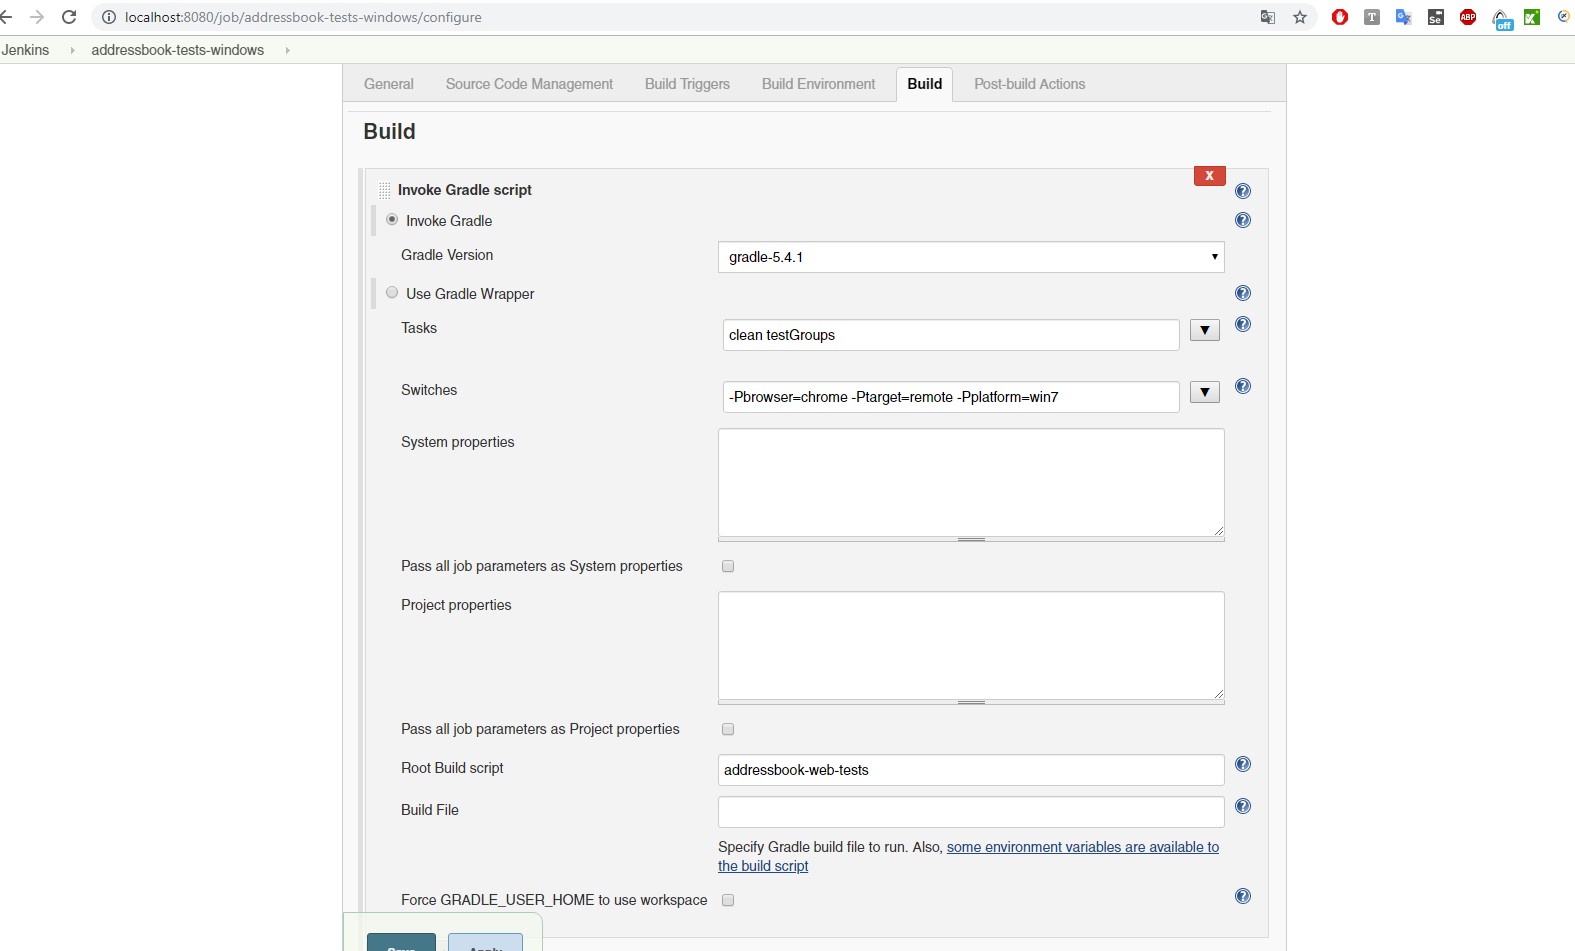 localhost:8080/job/addressbook-tests-windows/configure
T
Se
ABP
off
K
Jenkins addressbook-tests-windows
General Source Code Management Build Triggers Build Environment Build Post-build Actions
Build
X
Invoke Gradle script
Invoke Gradle
Gradle Version gradle-5.4.1
Use Gradle Wrapper
Tasks clean testGroups
Switches -Pbrowser=chrome -Ptarget=remote -Pplatform=win7
System properties
Pass all job parameters as System properties
Project properties
Pass all job parameters as Project properties
Root Build script addressbook-web-tests
Build File
Specify Gradle build file to run. Also, some environment variables are available to
the build script
Force GRADLE_USER_HOME to use workspace
Save Apply